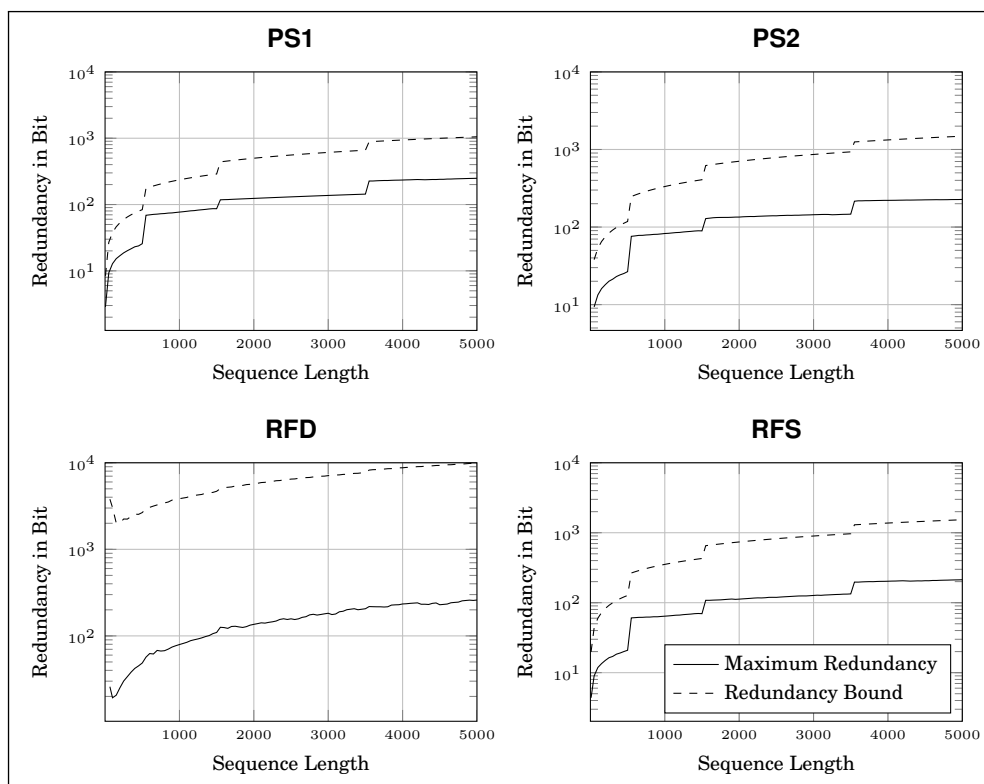 PS1
10^4
10^3
10^2
10^1
Redundancy in Bit
1000 2000 3000 4000 5000
Sequence Length
PS2
10^4
10^3
10^2
10^1
Redundancy in Bit
1000 2000 3000 4000 5000
Sequence Length
RFD
10^4
10^3
10^2
Redundancy in Bit
1000 2000 3000 4000 5000
Sequence Length
RFS
10^4
10^3
10^2
10^1
Redundancy in Bit
Maximum Redundancy
Redundancy Bound
1000 2000 3000 4000 5000
Sequence Length